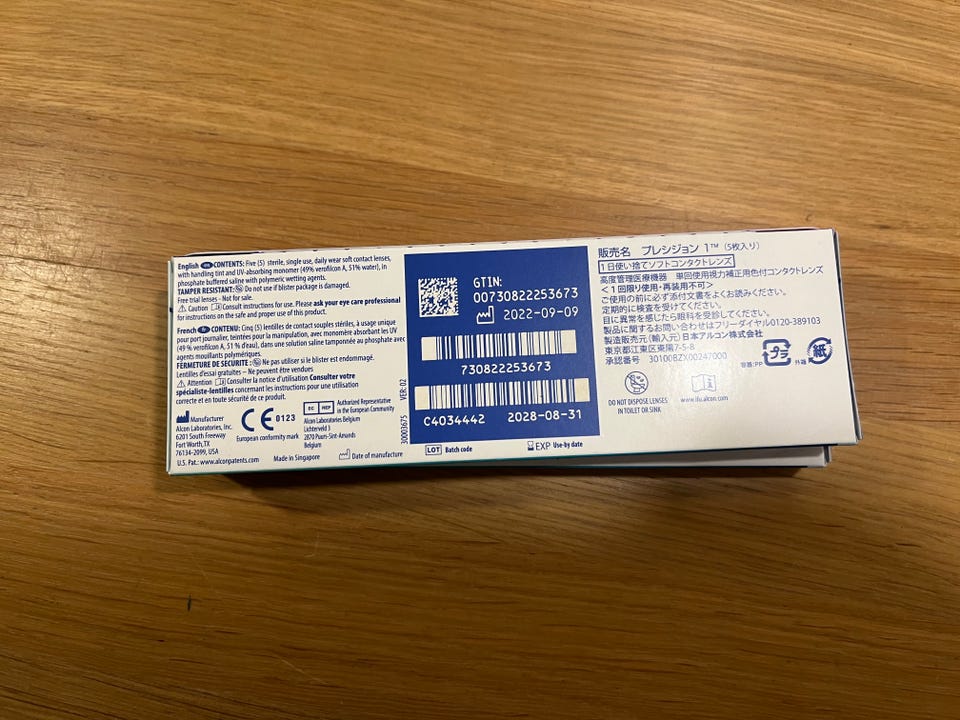 English EN CONTENTS: Five (5) sterile, single use, daily wear soft contact lenses,
with handling tint and UV-absorbing monomer (49% verofilcon A, 51% water), in
phosphate buffered saline with polymeric wetting agents.
TAMPER RESISTANT: Do not use if blister package is damaged.
Free trial lenses - Not for sale.
Caution Consult instructions for use. Please ask your eye care professional
for instructions on the safe and proper use of this product.
French fr CONTENU: Cinq (5) lentilles de contact souples stériles, à usage unique
pour port journalier, teintées pour la manipulation, avec monomère absorbant les UV
(49 % verofilcon A, 51 % d'eau), dans une solution saline tamponnée au phosphate avec
agents mouillants polymériques.
FERMETURE DE SECURITE : Ne pas utiliser si le blister est endommagé.
Lentilles d'essai gratuites – Ne peuvent être vendues
Attention Consulter la notice d'utilisation Consulter votre
spécialiste-lentilles concernant les instructions pour une utilisation
correcte et en toute sécurité de ce produit.
Manufacturer
Alcon Laboratories, Inc.
6201 South Freeway
Fort Worth, TX
76134-2099, USA
U.S. Pat.: www.alconpatents.com
CE 0123
European conformity mark
EC REP
Authorized Representative
in the European Community
Alcon Laboratories Belgium
Lichterveld 3
2870 Puurs-Sint-Amands
Belgium
Made in Singapore
Date of manufacture
30003675 VER: 02
GTIN:
00730822253673
2022-09-09
730822253673
C4034442 2028-08-31
LOT Batch code
EXP Use-by date
販売名 プレシジョン 1™ (5枚入り)
1日使い捨てソフトコンタクトレンズ
高度管理医療機器 単回使用視力補正用色付コンタクトレンズ
<1回限り使用・再装用不可>
ご使用の前に必ず添付文書をよくお読みください。
定期的に検査を受けてください。
目に異常を感じたら眼科を受診してください。
製品に関するお問い合わせはフリーダイヤル0120-389103
製造販売元(輸入元)日本アルコン株式会社
東京都江東区東陽7-5-8
承認番号 30100BZX00247000
プラ
容器:PP
紙
外箱
DO NOT DISPOSE LENSES
IN TOILET OR SINK
www.ifu.alcon.com